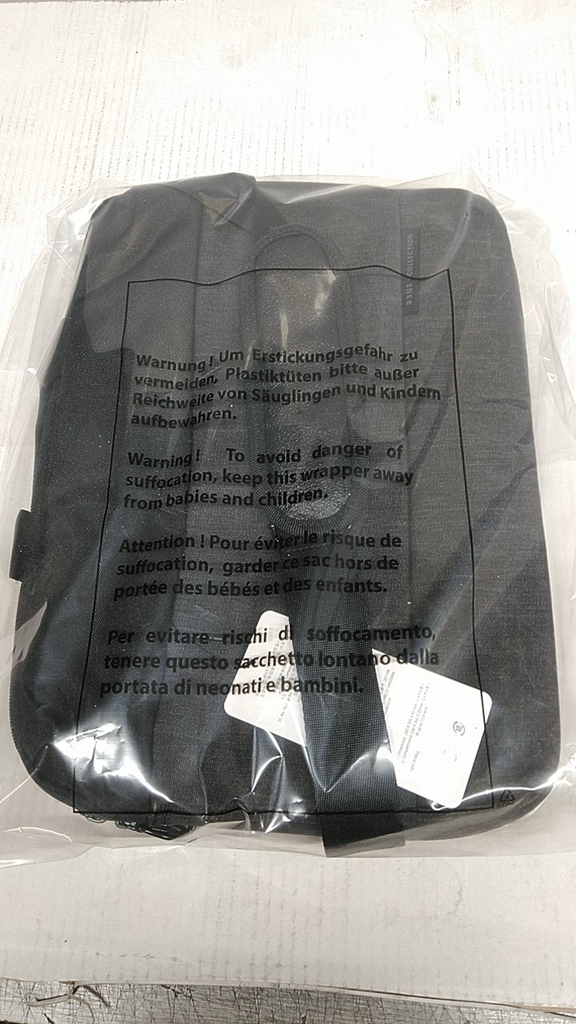 COLLECTION
Warnung! Um Erstickungsgefahr zu
vermeiden, Plastiktüten bitte außer
Reichweite von Säuglingen und Kindern
aufbewahren.
Warning! To avoid danger of
suffocation, keep this wrapper away
from babies and children.
Attention ! Pour éviter le risque de
suffocation, garder ce sac hors de
portée des bébés et des enfants.
Per evitare rischi di soffocamento,
tenere questo sacchetto lontano dalla
portata di neonati e bambini.